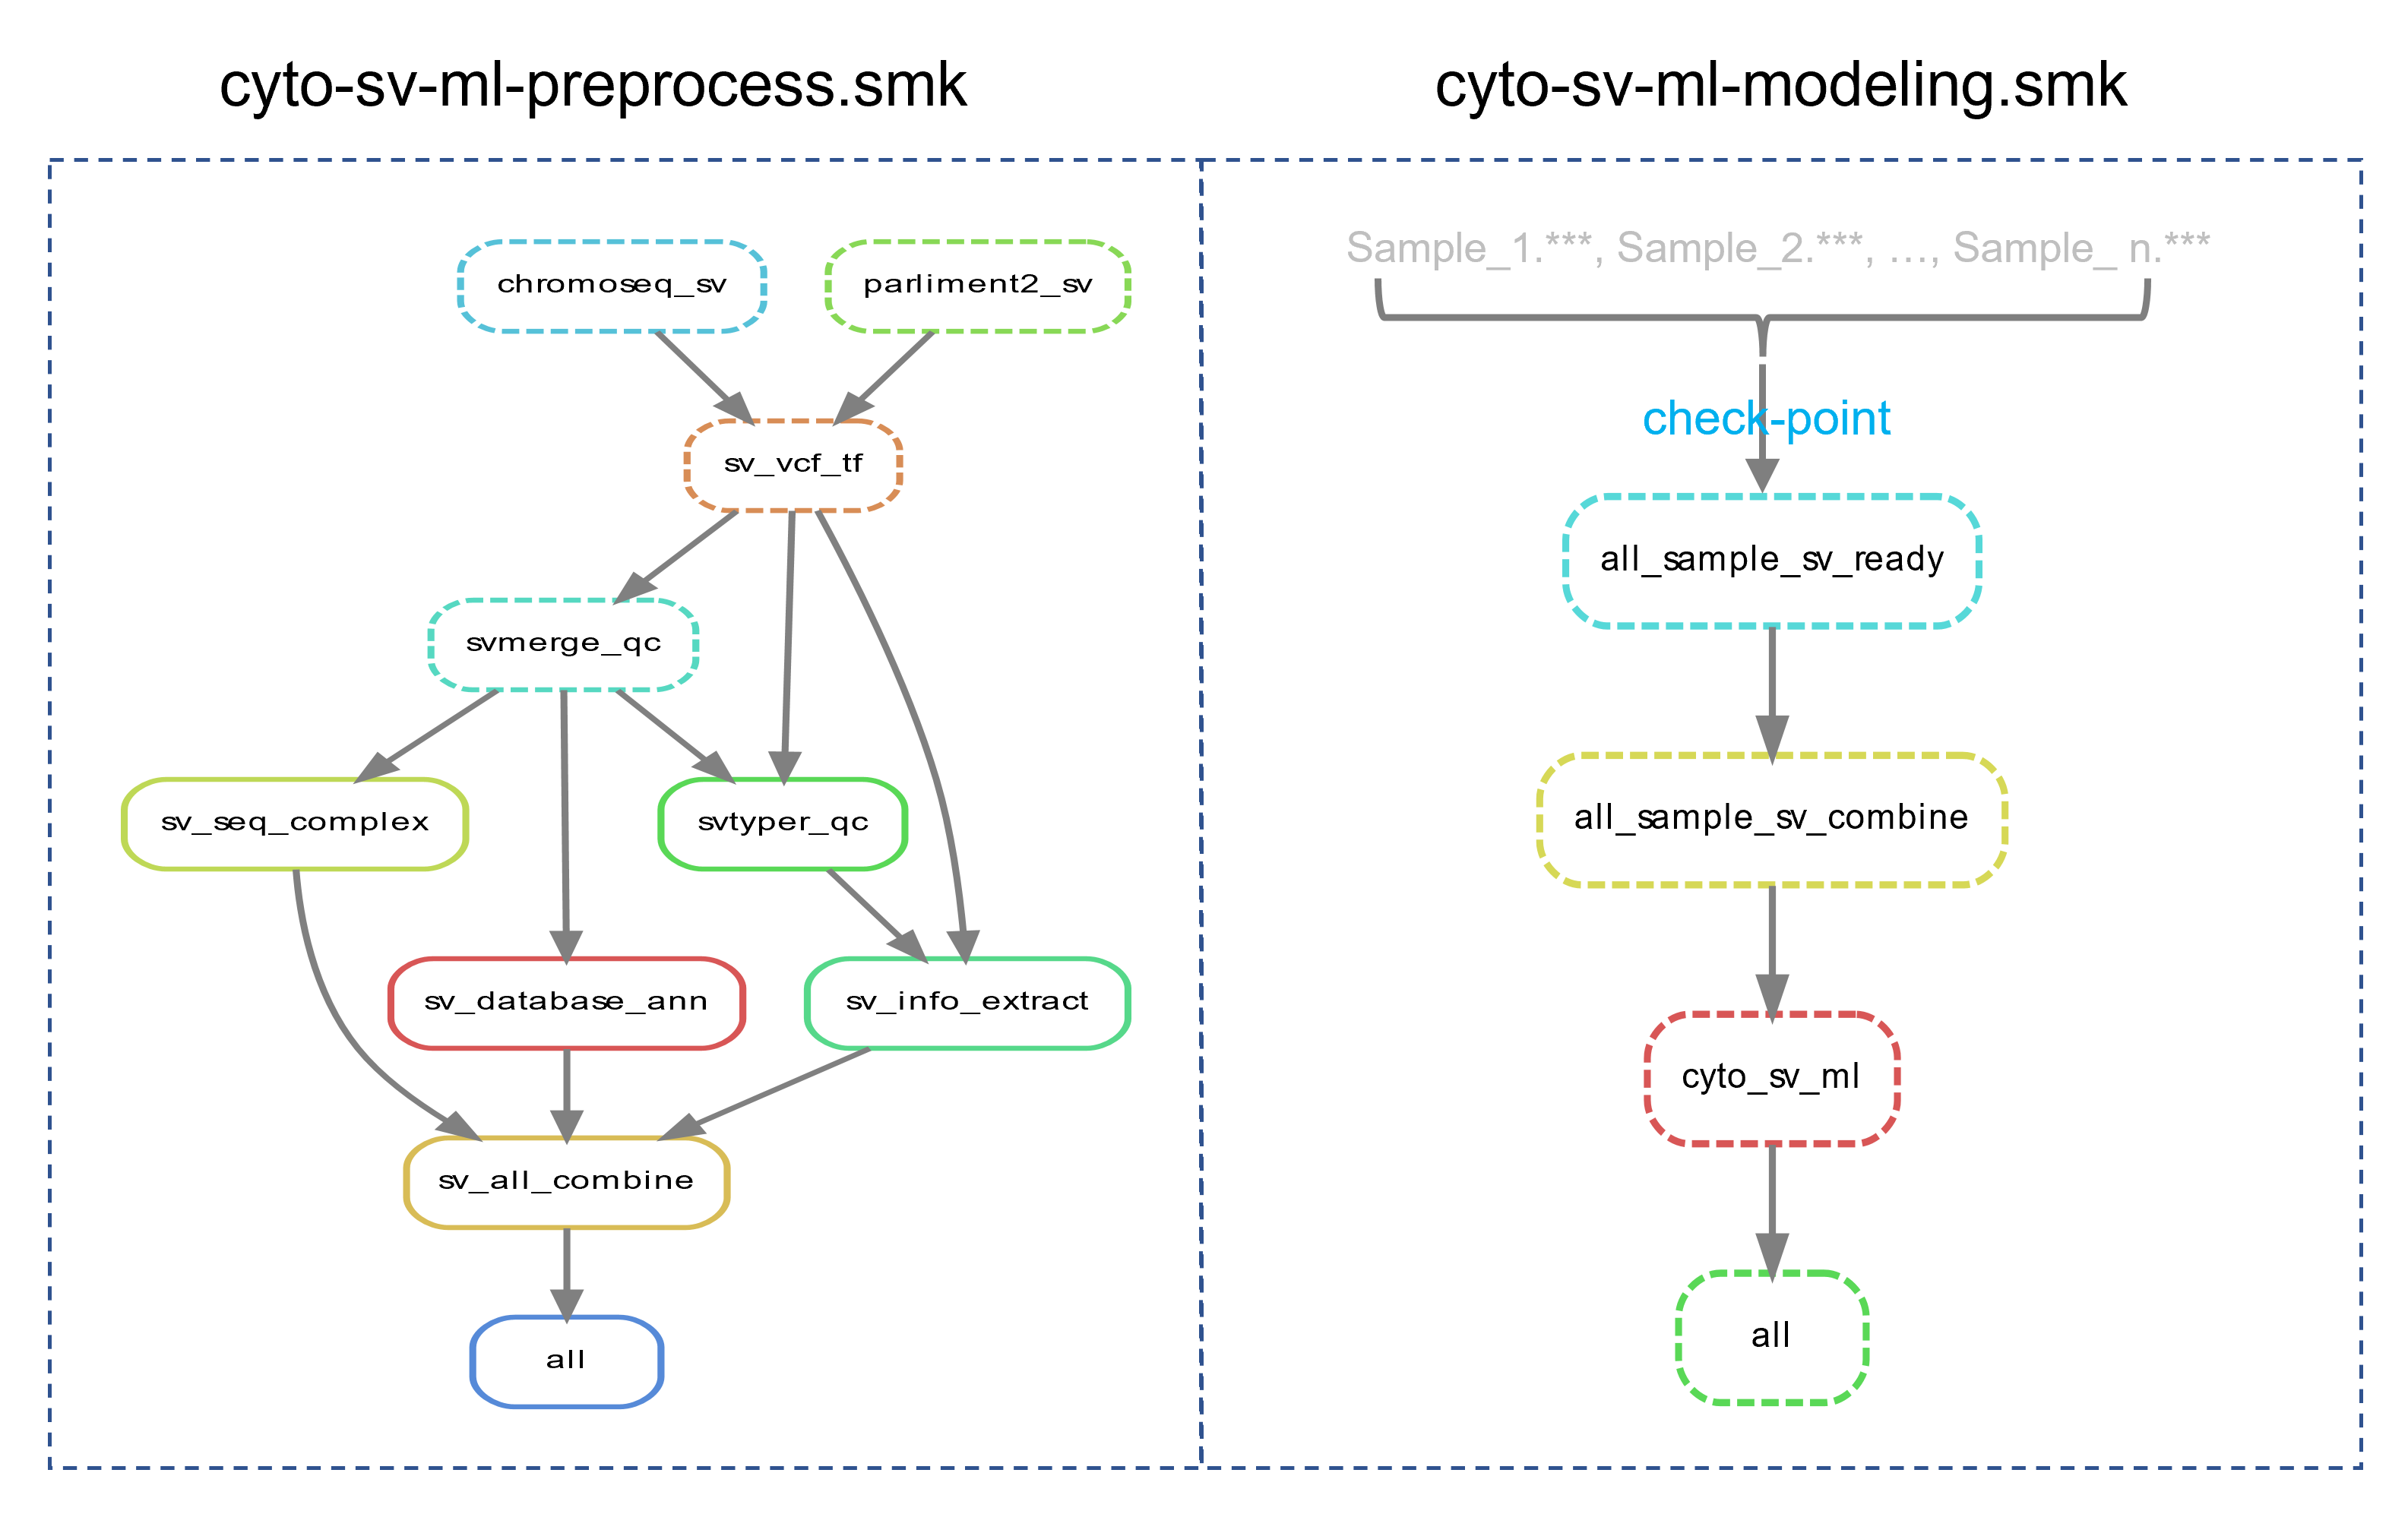 cyto-sv-ml-preprocess.smk
chromoseq_sv
parliment2_sv
sv_vcf_tf
svmerge_qc
sv_seq_complex
svtyper_qc
sv_database_ann
sv_info_extract
sv_all_combine
all
cyto-sv-ml-modeling.smk
Sample_1.***, Sample_2.***, ..., Sample_ n.***
check-point
all_sample_sv_ready
all_sample_sv_combine
cyto_sv_ml
all